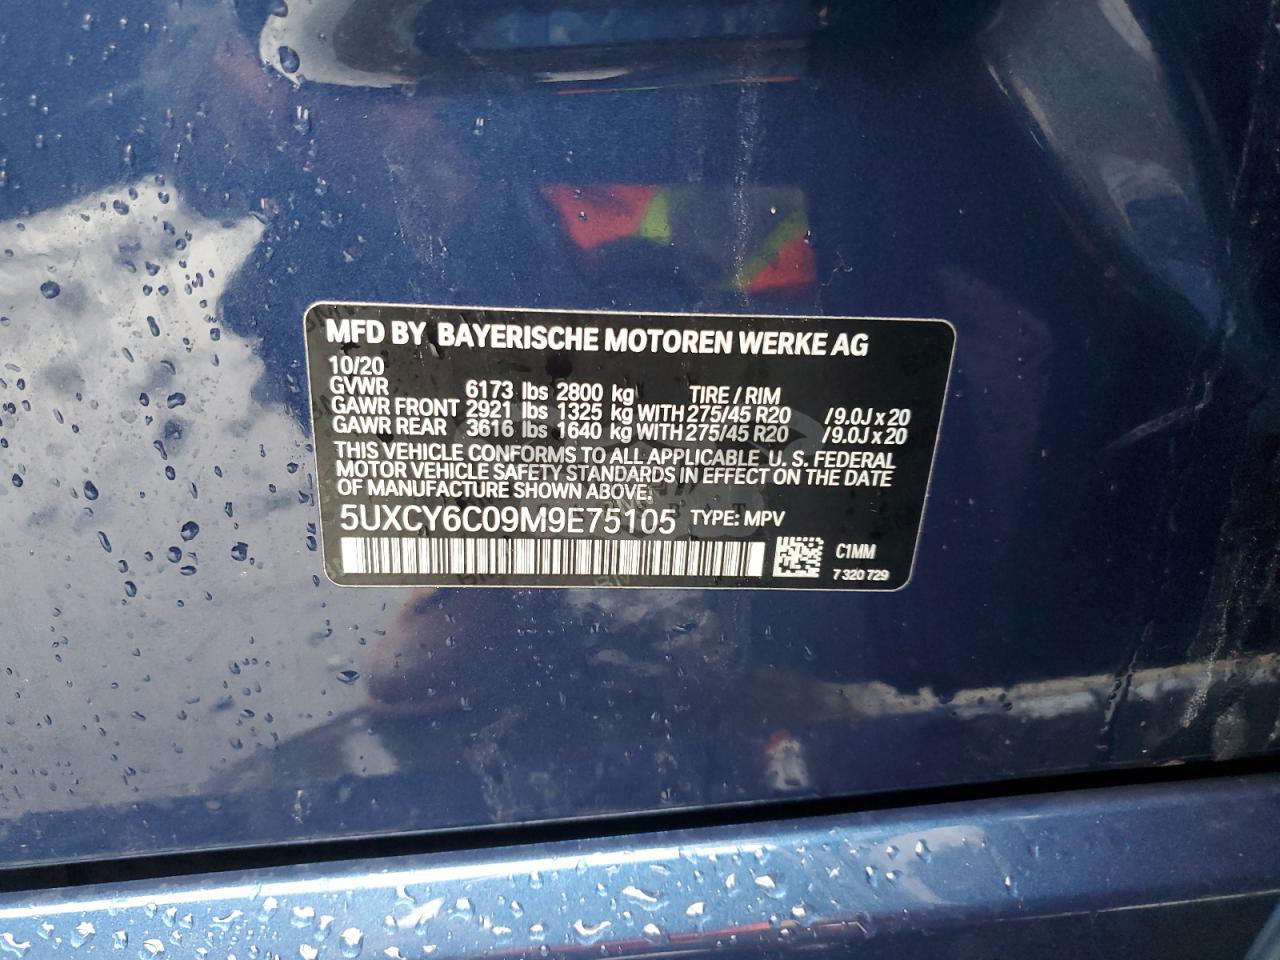 MFD BY BAYERISCHE MOTOREN WERKE AG
10/20
GVWR 6173 lbs 2800 kg TIRE / RIM
GAWR FRONT 2921 lbs 1325 kg WITH 275/45 R20 / 9.0J x 20
GAWR REAR 3616 lbs 1640 kg WITH 275/45 R20 / 9.0J x 20
THIS VEHICLE CONFORMS TO ALL APPLICABLE U. S. FEDERAL
MOTOR VEHICLE SAFETY STANDARDS IN EFFECT ON THE DATE
OF MANUFACTURE SHOWN ABOVE.
5UXCY6C09M9E75105 TYPE: MPV
C1MM
7 320 729